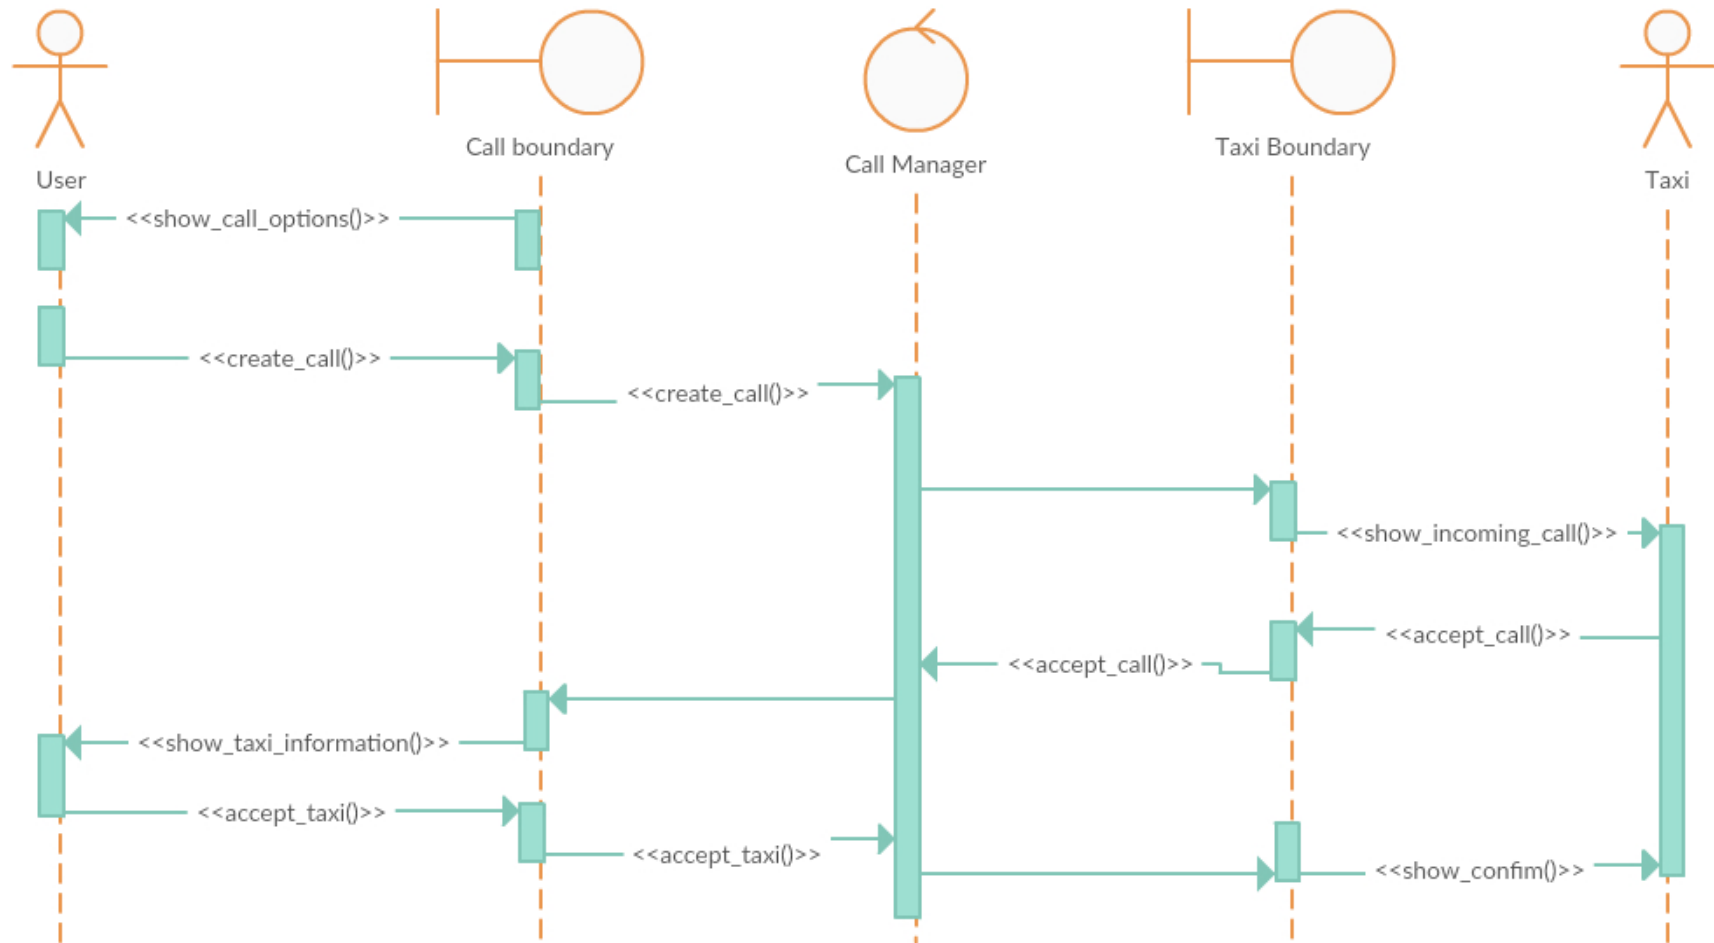 Call boundary
Call Manager
Taxi Boundary
User
Taxi
<<show_call_options()>>
<<create_call()>>
<<create_call()>>
<<show_incoming_call()>>
<<accept_call()>>
<<accept_call()>>
<<show_taxi_information()>>
<<accept_taxi()>>
<<accept_taxi()>>
<<show_confim()>>